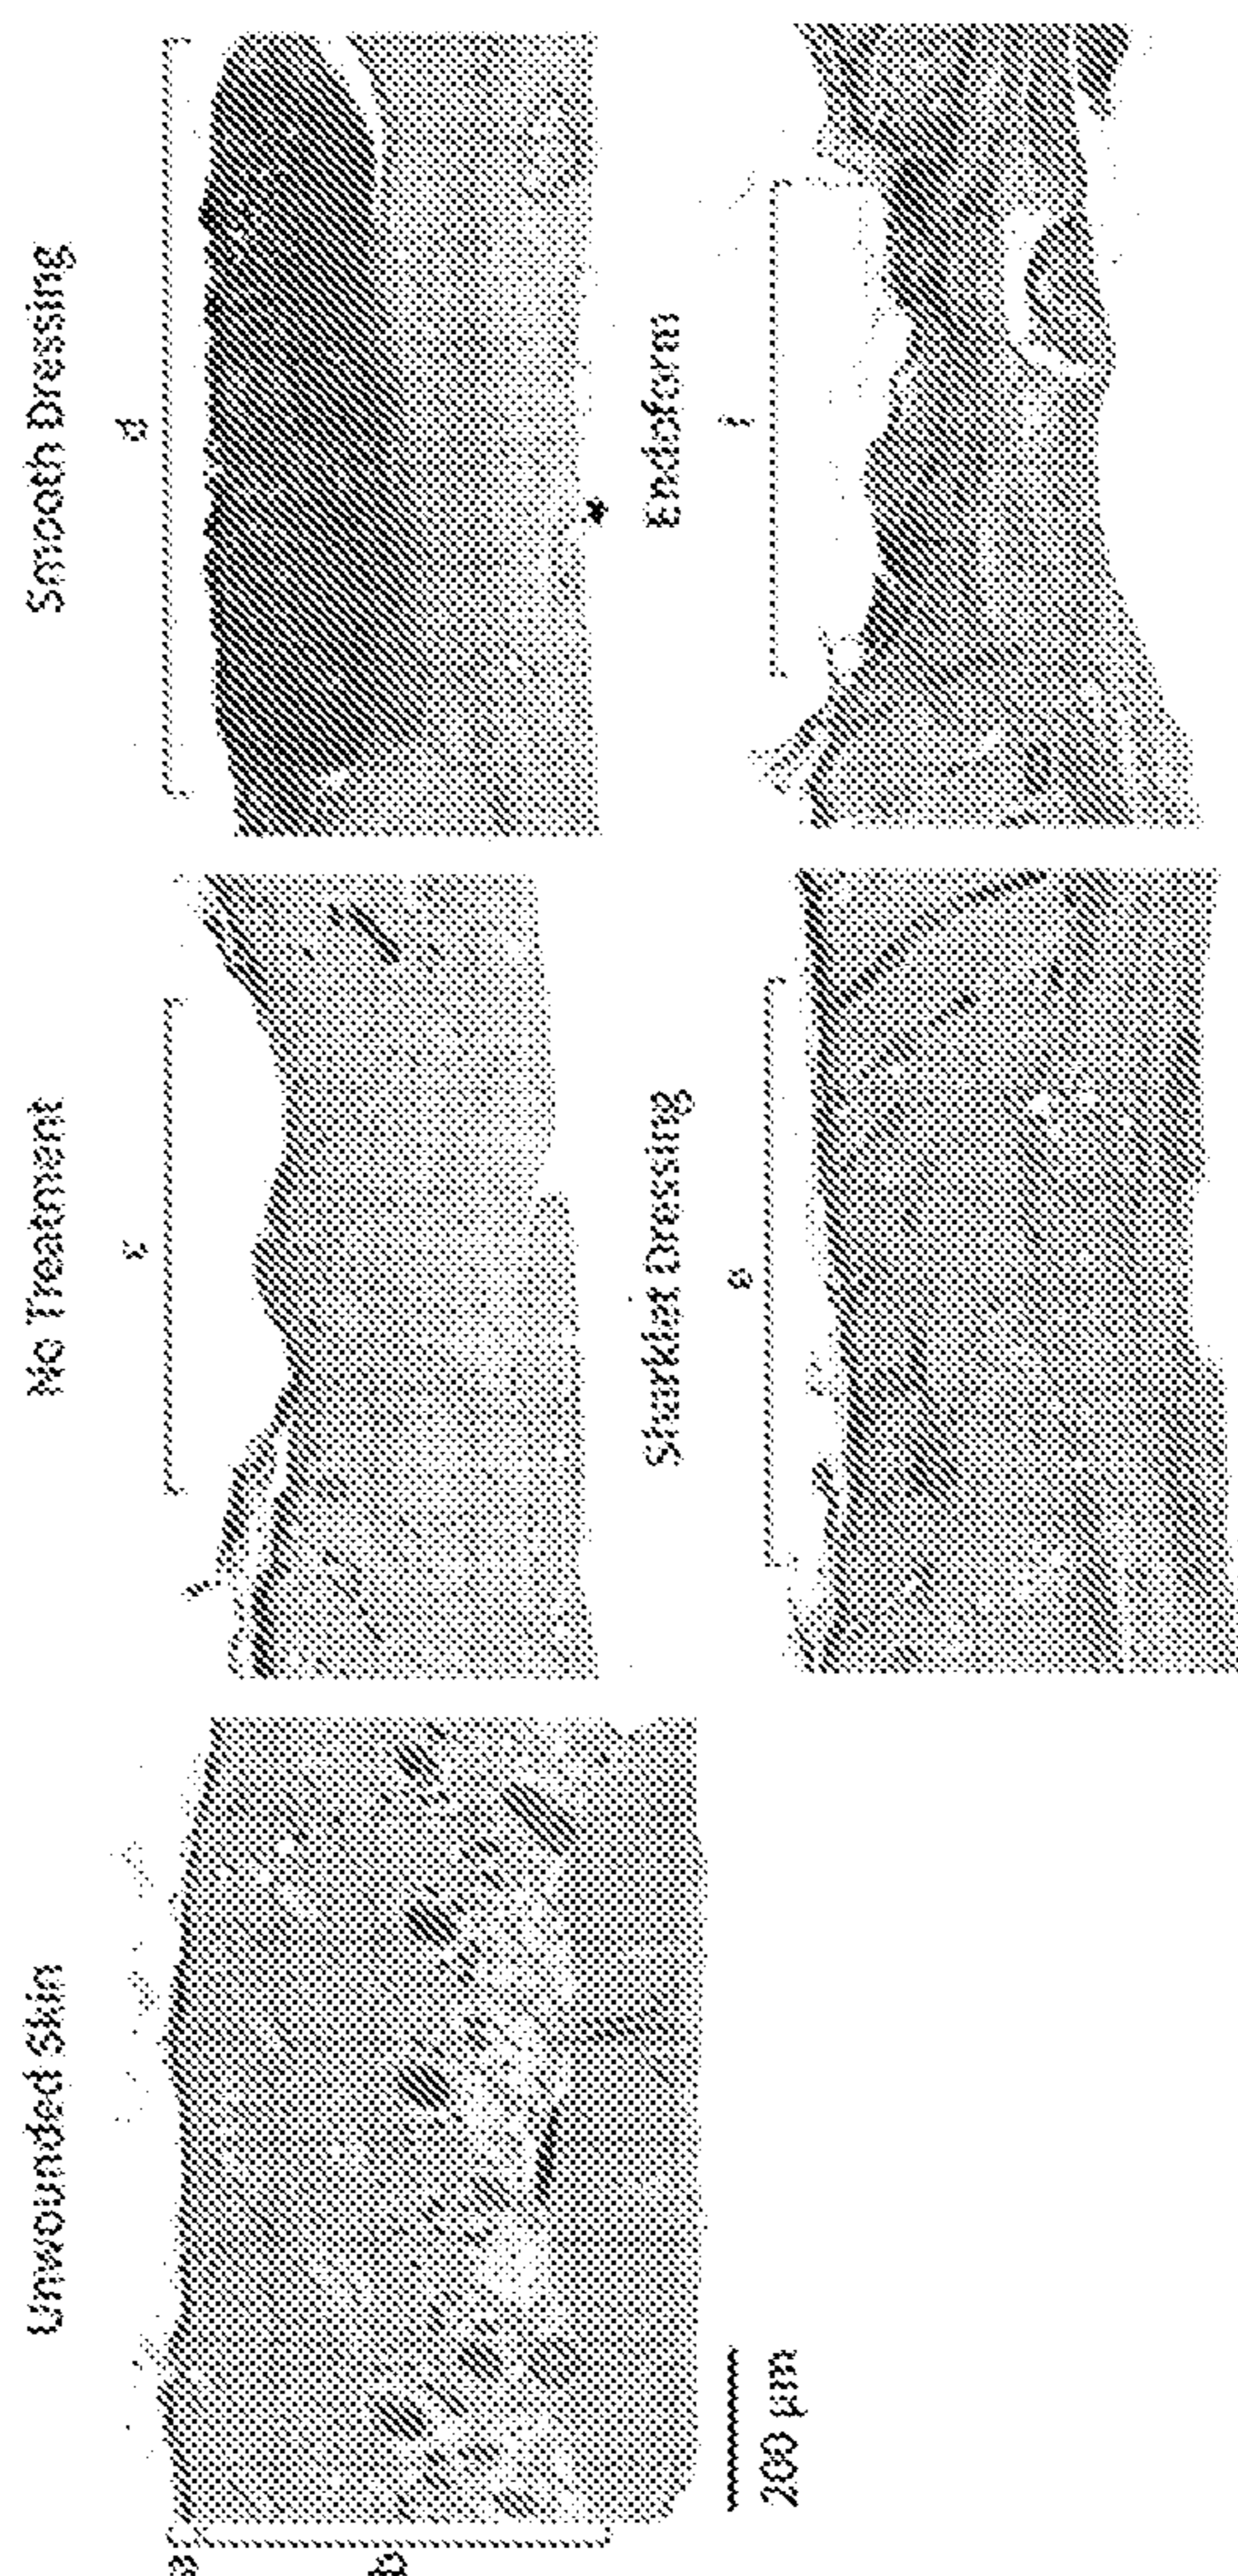 Unwounded Skin
No Treatment
Smooth Dressing
a
b
c
d
*
200 µm
Sharklet Dressing
Endoform
e
f